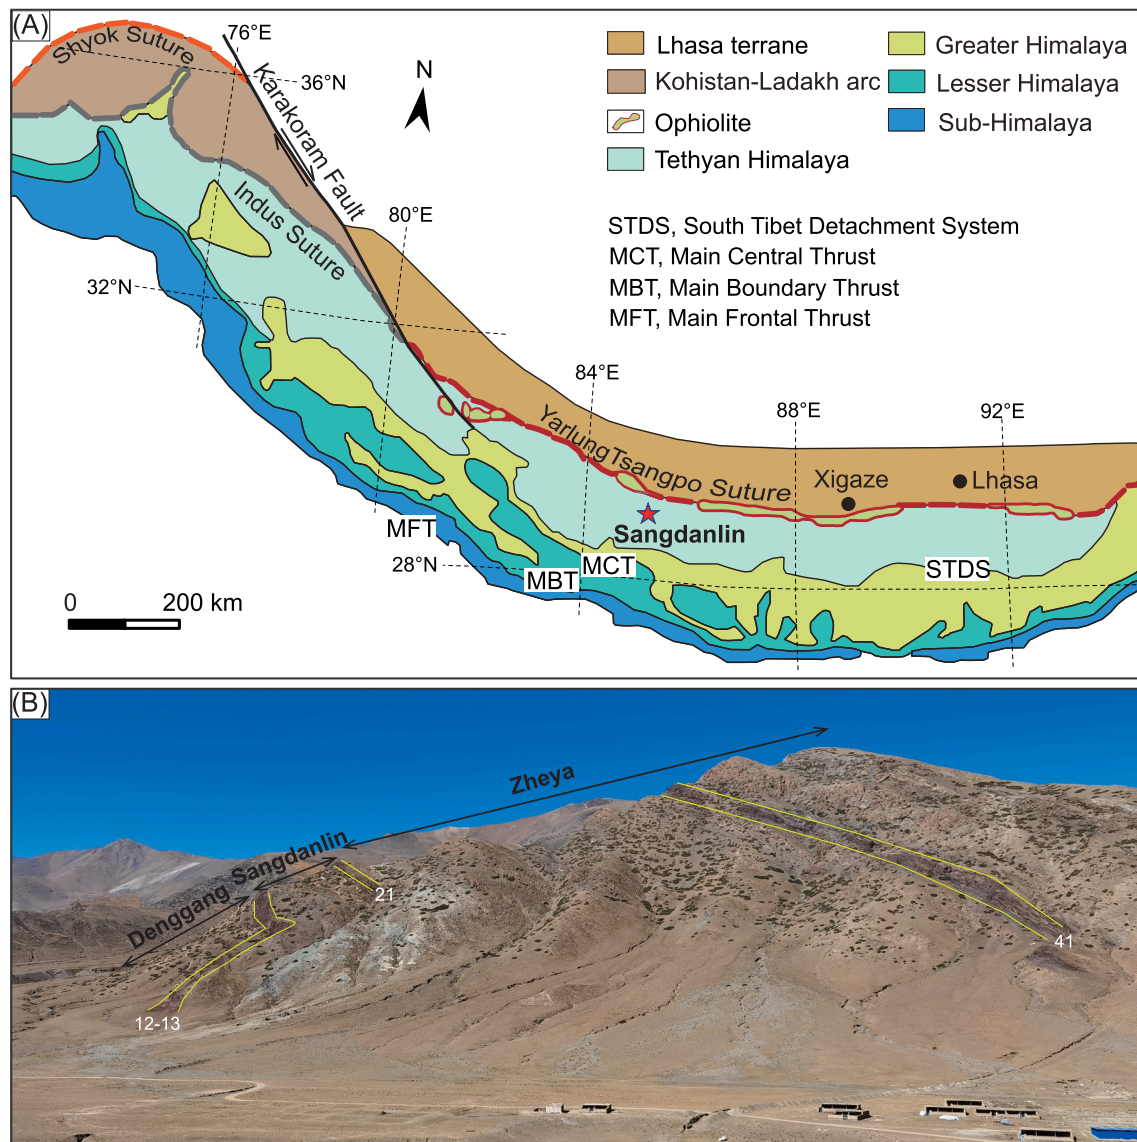 (A)
Shyok Suture
76°E
36°N
Karakoram Fault
N
Lhasa terrane
Kohistan-Ladakh arc
Ophiolite
Tethyan Himalaya
Greater Himalaya
Lesser Himalaya
Sub-Himalaya
STDS, South Tibet Detachment System
MCT, Main Central Thrust
MBT, Main Boundary Thrust
MFT, Main Frontal Thrust
Indus Suture
80°E
32°N
84°E
88°E
92°E
YarlungTsangpo Suture
Xigaze
Lhasa
Sangdanlin
MFT
28°N
MBT
MCT
STDS
0 200 km
(B)
Zheya
Denggang
Sangdanlin
21
41
12-13